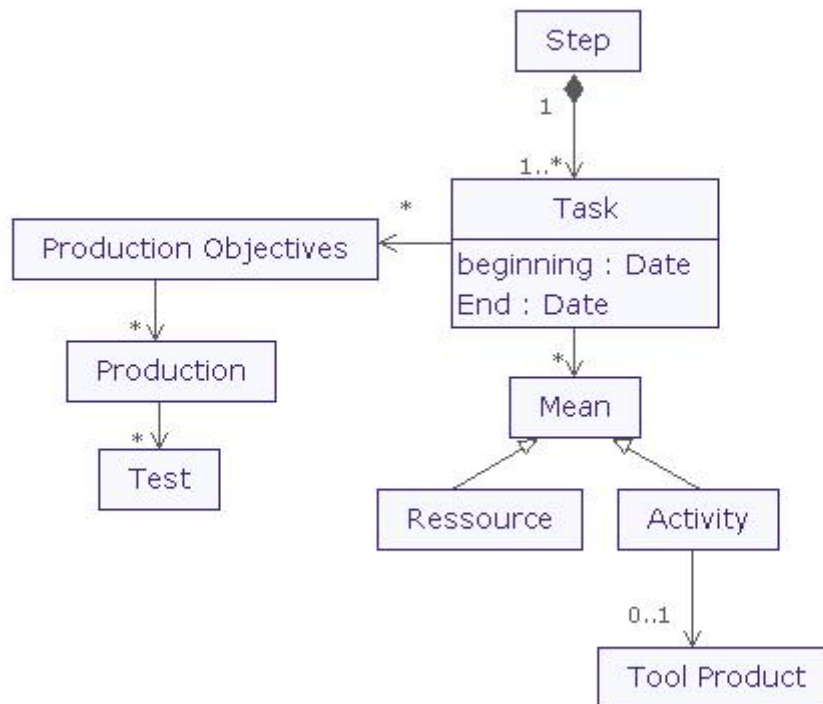 Step
1
1..*
Task
*
Production Objectives
beginning : Date
End : Date
*
*
Production
Mean
*
Test
Ressource
Activity
0..1
Tool Product